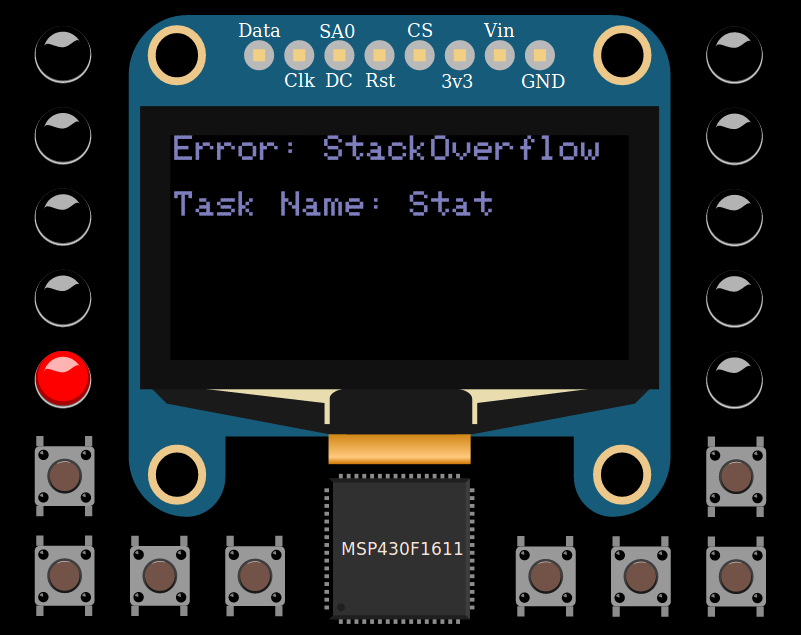 Data SA0 CS Vin
Clk DC Rst 3v3 GND
Error: StackOverflow
Task Name: Stat
MSP430F1611